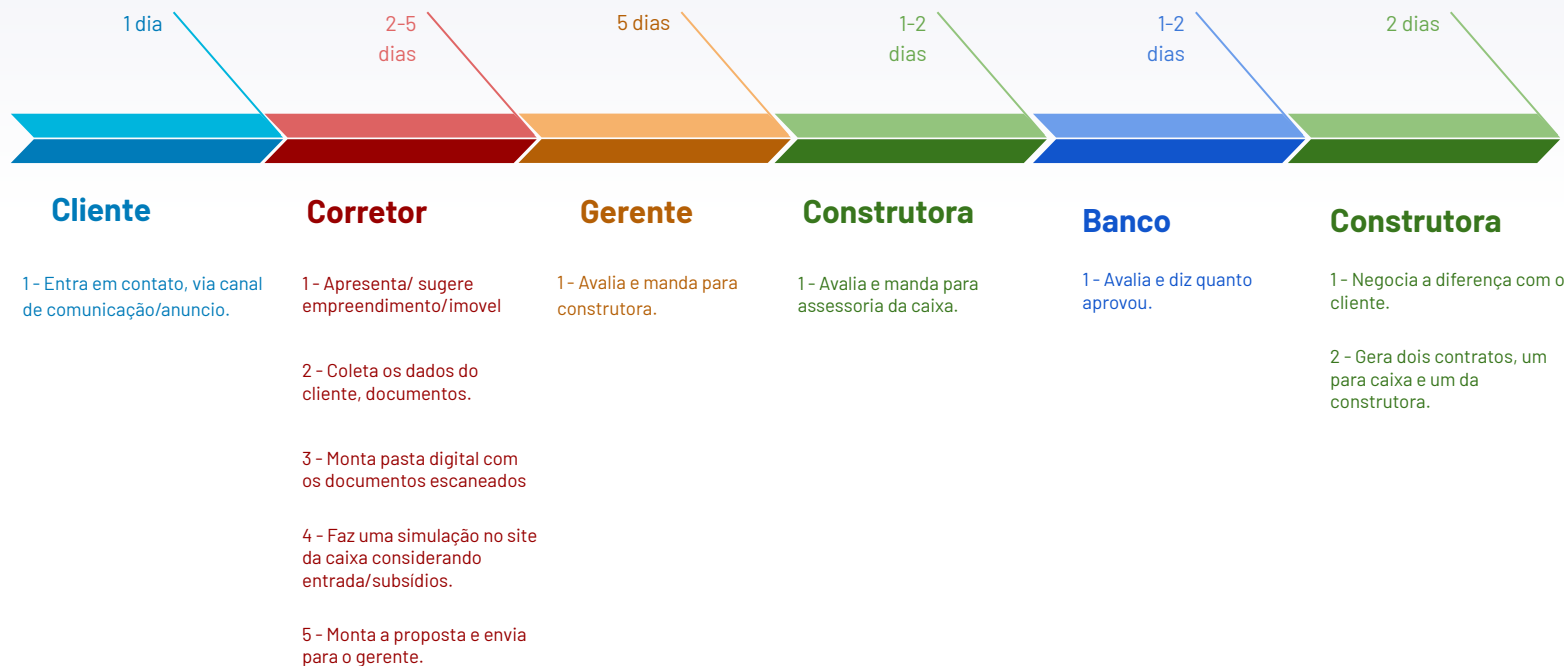 1 dia
2-5
dias
5 dias
1-2
dias
1-2
dias
2 dias
Cliente
1 - Entra em contato, via canal
de comunicação/anuncio.
Corretor
1 - Apresenta/ sugere
empreendimento/imovel
2 - Coleta os dados do
cliente, documentos.
3 - Monta pasta digital com
os documentos escaneados
4 - Faz uma simulação no site
da caixa considerando
entrada/subsídios.
5 - Monta a proposta e envia
para o gerente.
Gerente
1 - Avalia e manda para
construtora.
Construtora
1 - Avalia e manda para
assessoria da caixa.
Banco
1 - Avalia e diz quanto
aprovou.
Construtora
1 - Negocia a diferença com o
cliente.
2 - Gera dois contratos, um
para caixa e um da
construtora.